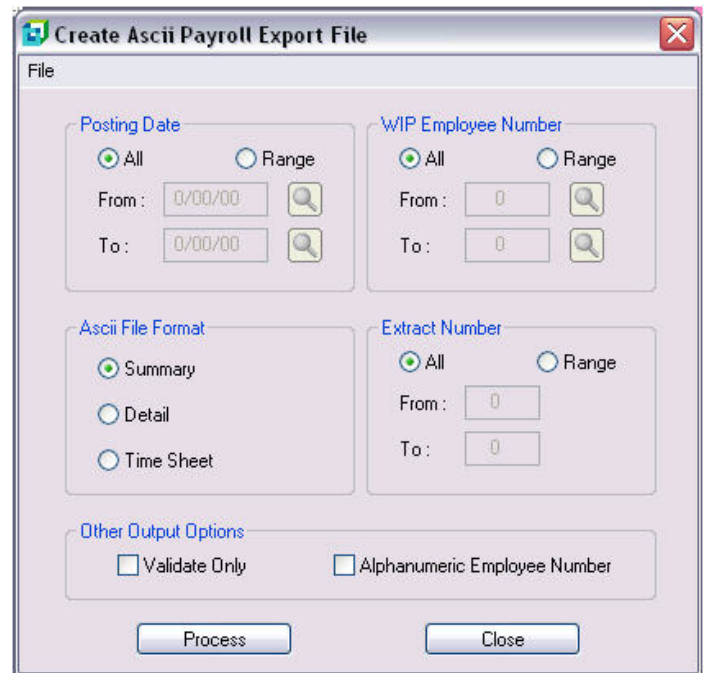 Create Ascii Payroll Export File
File
Posting Date
All Range
From : 0/00/00
To : 0/00/00
WIP Employee Number
All Range
From : 0
To : 0
Ascii File Format
Summary
Detail
Time Sheet
Extract Number
All Range
From : 0
To : 0
Other Output Options
Validate Only Alphanumeric Employee Number
Process Close